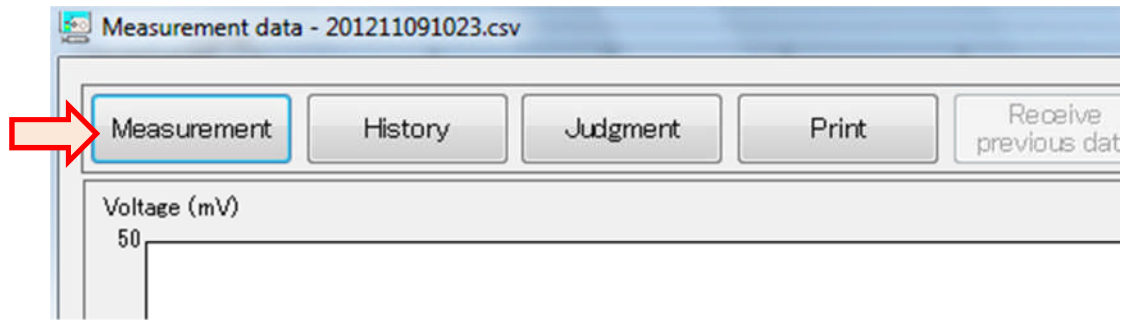 Measurement data - 201211091023.csv
Measurement History Judgment Print Receive
previous dat
Voltage (mV)
50